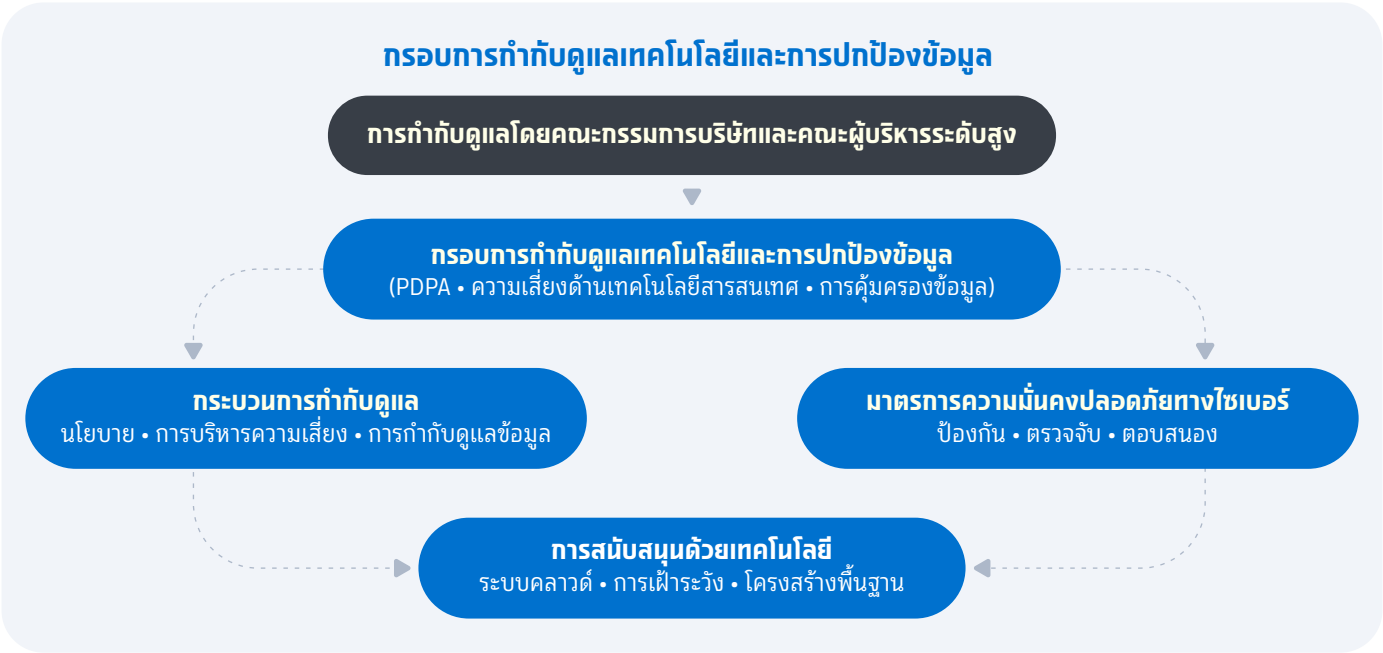 กรอบการกำกับดูแลเทคโนโลยีและการปกป้องข้อมูล
การกำกับดูแลโดยคณะกรรมการบริษัทและคณะผู้บริหารระดับสูง
กรอบการกำกับดูแลเทคโนโลยีและการปกป้องข้อมูล
(PDPA • ความเสี่ยงด้านเทคโนโลยีสารสนเทศ • การคุ้มครองข้อมูล)
กระบวนการกำกับดูแล
นโยบาย • การบริหารความเสี่ยง • การกำกับดูแลข้อมูล
มาตรการความมั่นคงปลอดภัยทางไซเบอร์
ป้องกัน • ตรวจจับ • ตอบสนอง
การสนับสนุนด้วยเทคโนโลยี
ระบบคลาวด์ • การเฝ้าระวัง • โครงสร้างพื้นฐาน